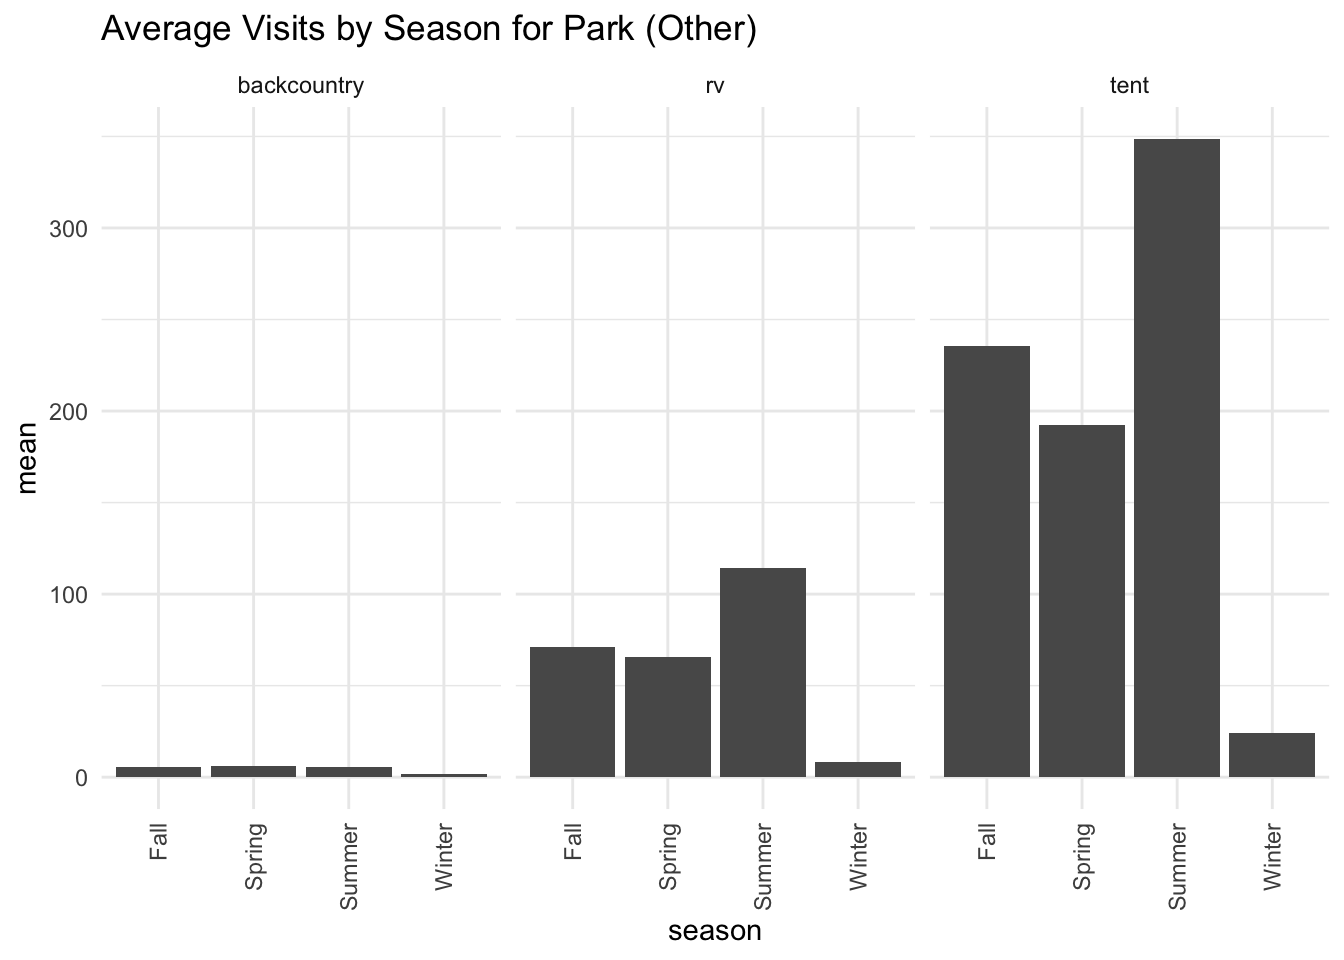 Average Visits by Season for Park (Other)
backcountry
rv
tent
mean
300
200
100
0
Fall
Spring
Summer
Winter
Fall
Spring
Summer
Winter
Fall
Spring
Summer
Winter
season